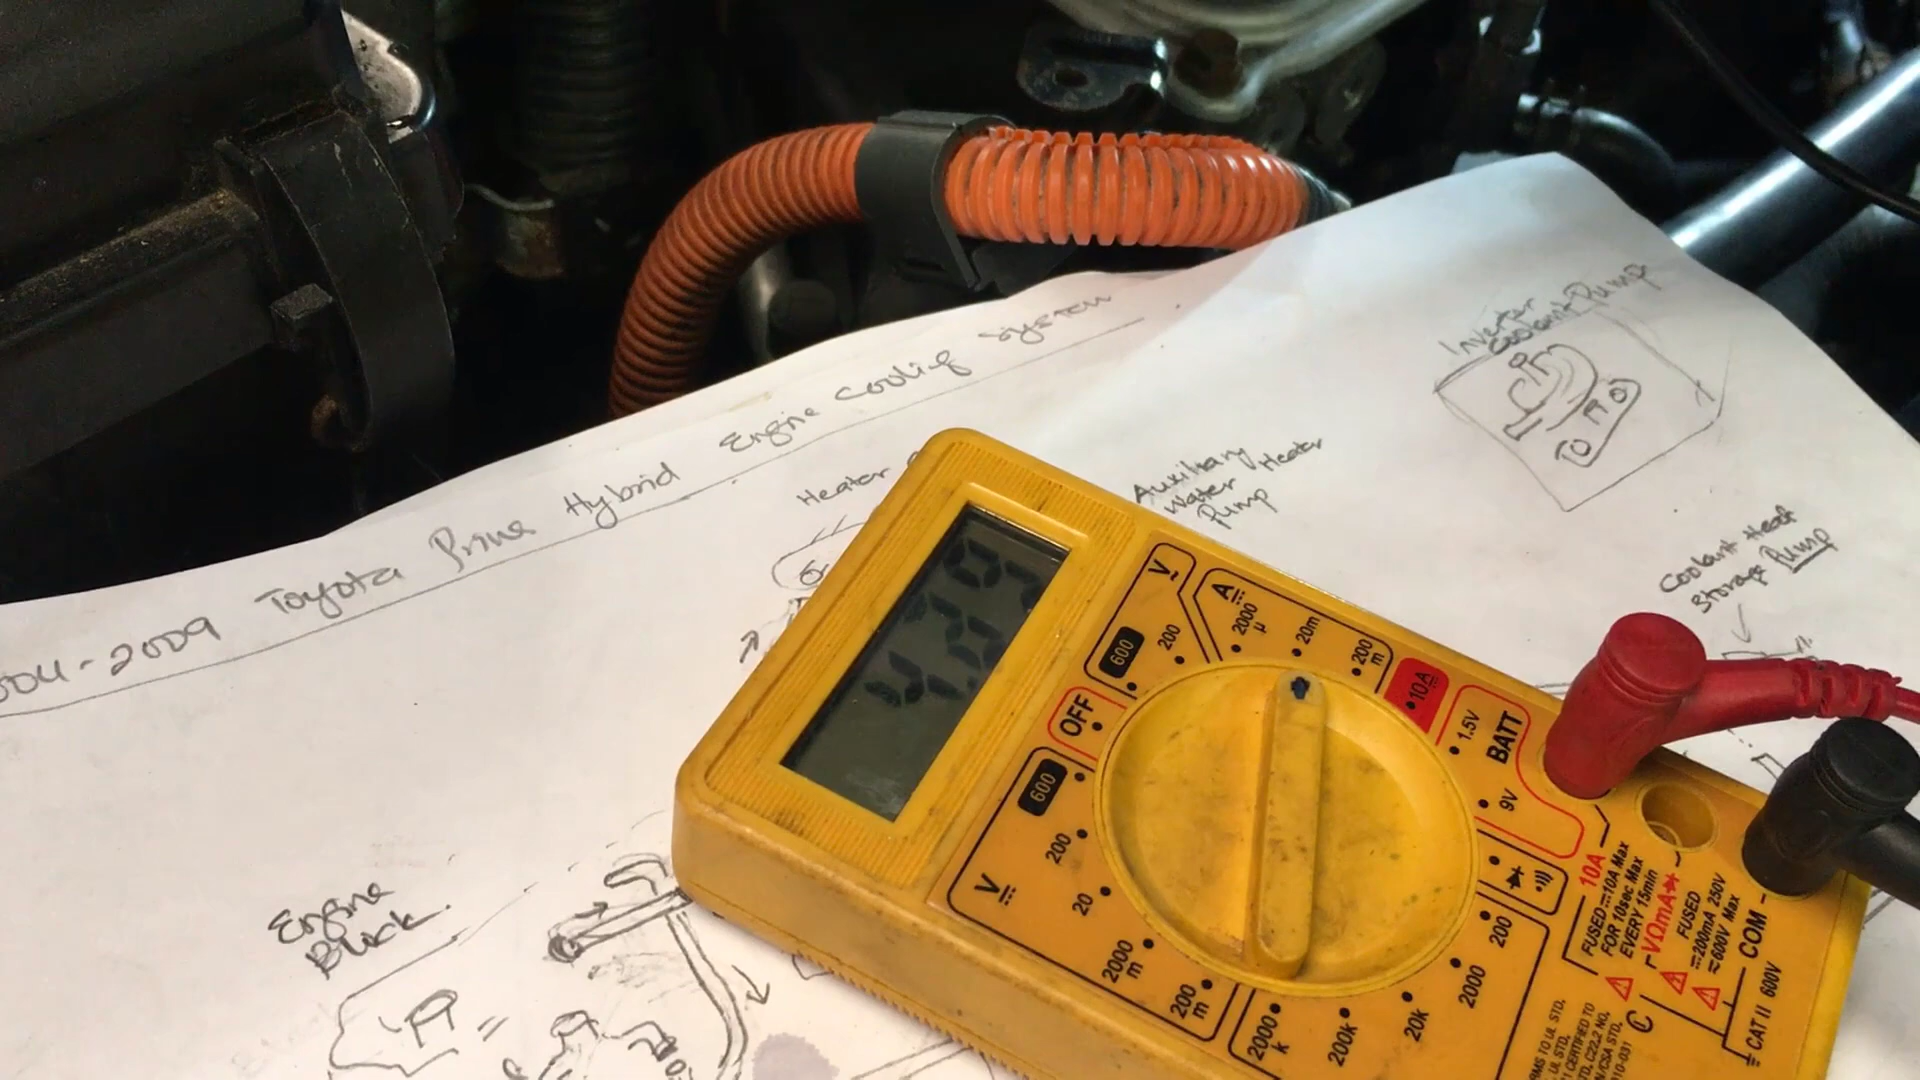 004-2009 Toyota Prius Hybrid Engine Cooling System
Inverter
Coolant Pump
Heater
Auxiliary Heater
Water
Pump
Coolant Heat
Storage Pump
Engine
Block
V
600
200
A
2000
µ
20m
200
m
10A
OFF
1.5V
BATT
9V
V
600
200
20
2000
m
200
m
2000
k
200k
20k
2000
200
10A
FUSED
10A Max
FOR 10sec Max
EVERY 15min
VΩmA
FUSED
200mA 250V
600V Max
COM
CAT II 600V